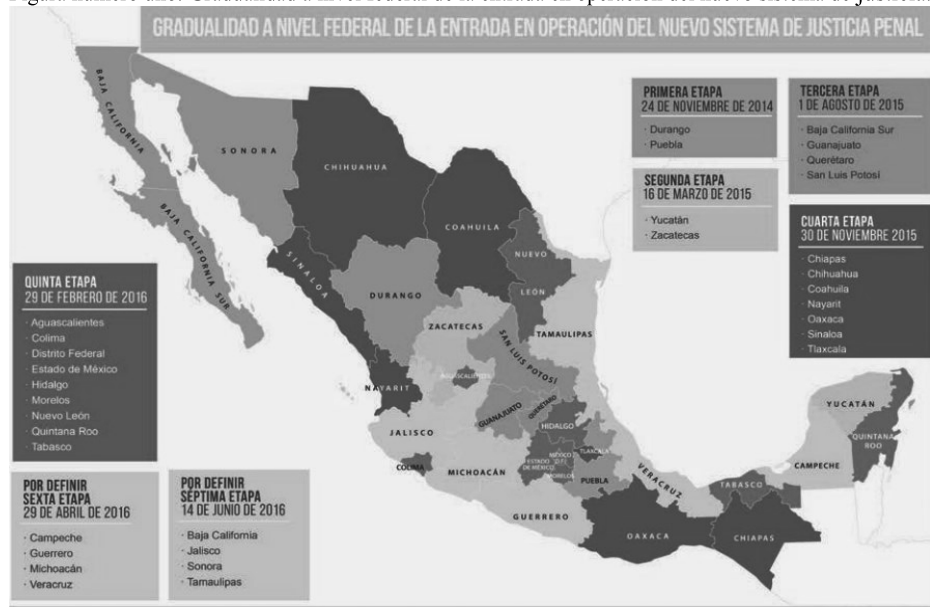 GRADUALIDAD A NIVEL FEDERAL DE LA ENTRADA EN OPERACIÓN DEL NUEVO SISTEMA DE JUSTICIA PENAL
PRIMERA ETAPA
24 DE NOVIEMBRE DE 2014
· Durango
· Puebla
TERCERA ETAPA
1 DE AGOSTO DE 2015
· Baja California Sur
· Guanajuato
· Querétaro
· San Luis Potosí
SEGUNDA ETAPA
16 DE MARZO DE 2015
· Yucatán
· Zacatecas
CUARTA ETAPA
30 DE NOVIEMBRE 2015
· Chiapas
· Chihuahua
· Coahuila
· Nayarit
· Oaxaca
· Sinaloa
· Tlaxcala
QUINTA ETAPA
29 DE FEBRERO DE 2016
· Aguascalientes
· Colima
· Distrito Federal
· Estado de México
· Hidalgo
· Morelos
· Nuevo León
· Quintana Roo
· Tabasco
POR DEFINIR
SEXTA ETAPA
29 DE ABRIL DE 2016
· Campeche
· Guerrero
· Michoacán
· Veracruz
POR DEFINIR
SÉPTIMA ETAPA
14 DE JUNIO DE 2016
· Baja California
· Jalisco
· Sonora
· Tamaulipas
BAJA CALIFORNIA
SONORA
CHIHUAHUA
COAHUILA
BAJA CALIFORNIA SUR
SINALOA
DURANGO
NUEVO
LEÓN
ZACATECAS
SAN LUIS POTOSÍ
TAMAULIPAS
NAYARIT
AGUASCALIENTES
GUANAJUATO
QUERÉTARO
HIDALGO
JALISCO
COLIMA
MICHOACÁN
ESTADO
DE MÉXICO
MÉXICO
D.F.
MORELOS
TLAXCALA
PUEBLA
VERACRUZ
GUERRERO
OAXACA
TABASCO
CHIAPAS
CAMPECHE
YUCATÁN
QUINTANA
ROO